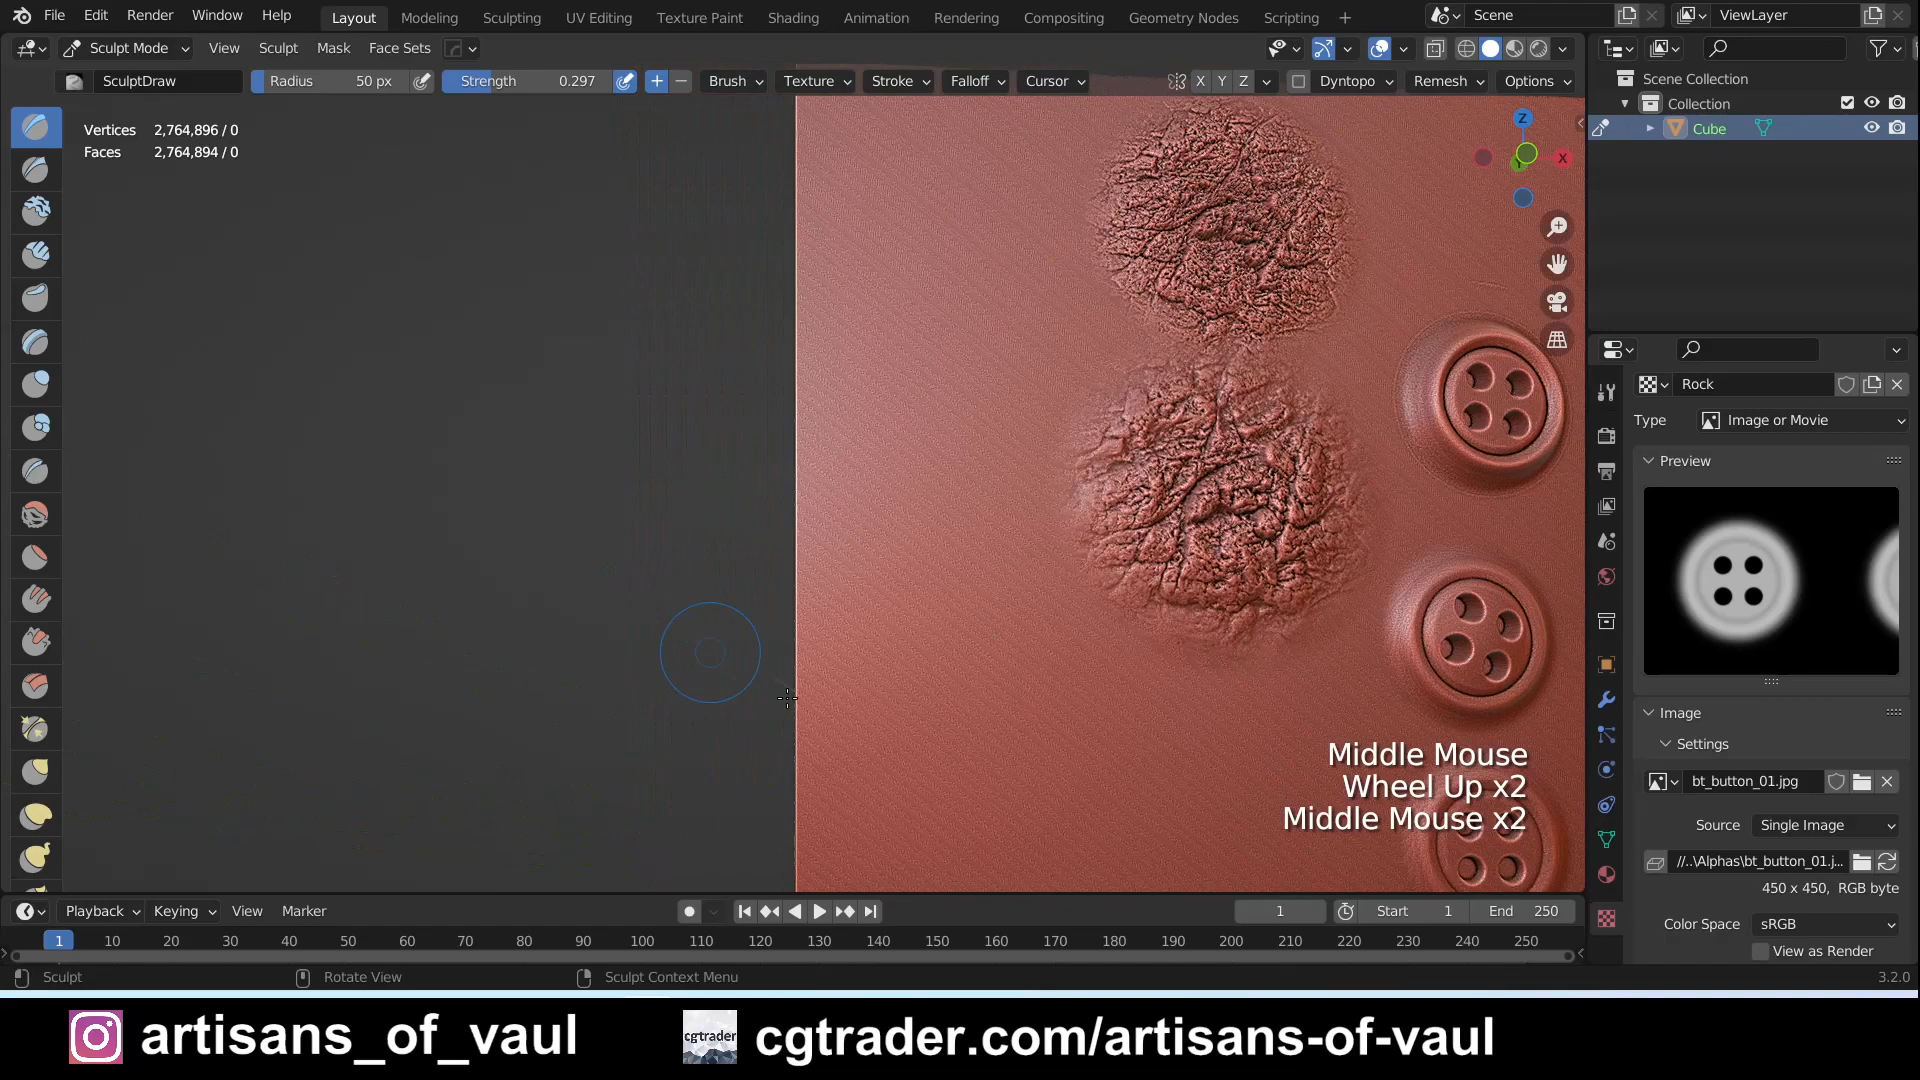 File Edit Render Window Help Layout Modeling Sculpting UV Editing Texture Paint Shading Animation Rendering Compositing Geometry Nodes Scripting + Scene ViewLayer
Sculpt Mode View Sculpt Mask Face Sets
SculptDraw Radius 50 px Strength 0.297 + − Brush Texture Stroke Falloff Cursor X Y Z Dyntopo Remesh Options
Scene Collection
Collection
Cube
Vertices 2,764,896 / 0
Faces 2,764,894 / 0
Z
X
Y
Rock
Type Image or Movie
Preview
Image
Settings
bt_button_01.jpg
Source Single Image
//..\Alphas\bt_button_01.j...
450 x 450, RGB byte
Color Space sRGB
View as Render
Middle Mouse
Wheel Up x2
Middle Mouse x2
Playback Keying View Marker 1 Start 1 End 250
1 10 20 30 40 50 60 70 80 90 100 110 120 130 140 150 160 170 180 190 200 210 220 230 240 250
Sculpt Rotate View Sculpt Context Menu 3.2.0
artisans_of_vaul cgtrader cgtrader.com/artisans-of-vaul